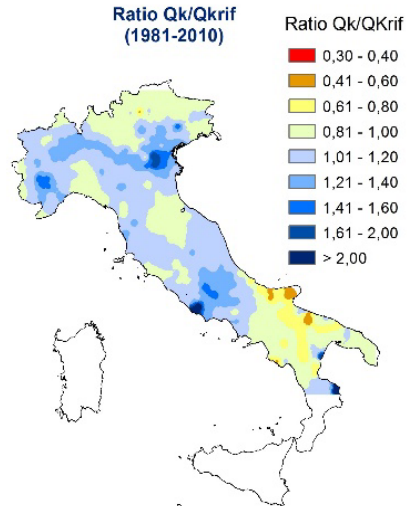 Ratio Qk/Qkrif
(1981-2010)
Ratio Qk/QKrif
0,30 - 0,40
0,41 - 0,60
0,61 - 0,80
0,81 - 1,00
1,01 - 1,20
1,21 - 1,40
1,41 - 1,60
1,61 - 2,00
> 2,00